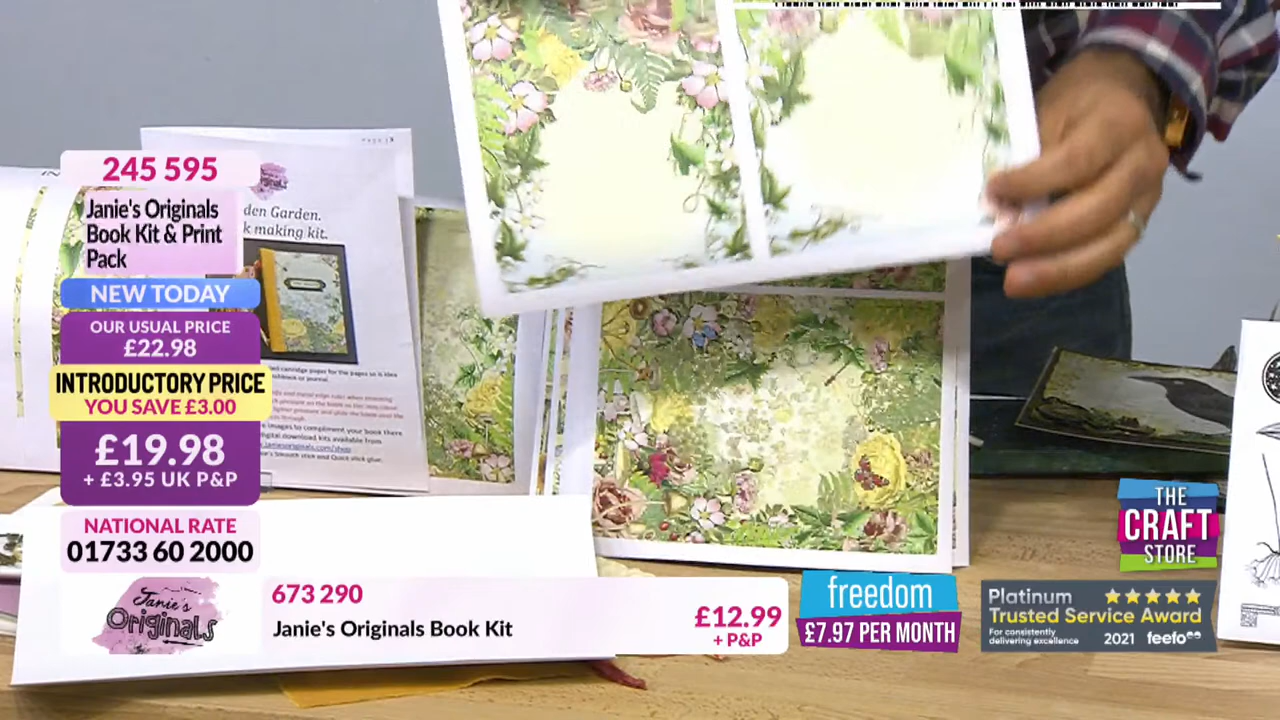 245 595
Janie's Originals
Book Kit & Print
Pack
NEW TODAY
OUR USUAL PRICE
£22.98
INTRODUCTORY PRICE
YOU SAVE £3.00
£19.98
+ £3.95 UK P&P
NATIONAL RATE
01733 60 2000
den Garden.
k making kit.
Janie's
Originals
673 290
Janie's Originals Book Kit
£12.99
+ P&P
freedom
£7.97 PER MONTH
THE
CRAFT
STORE
Platinum
Trusted Service Award
For consistently
delivering excellence
2021 feefo